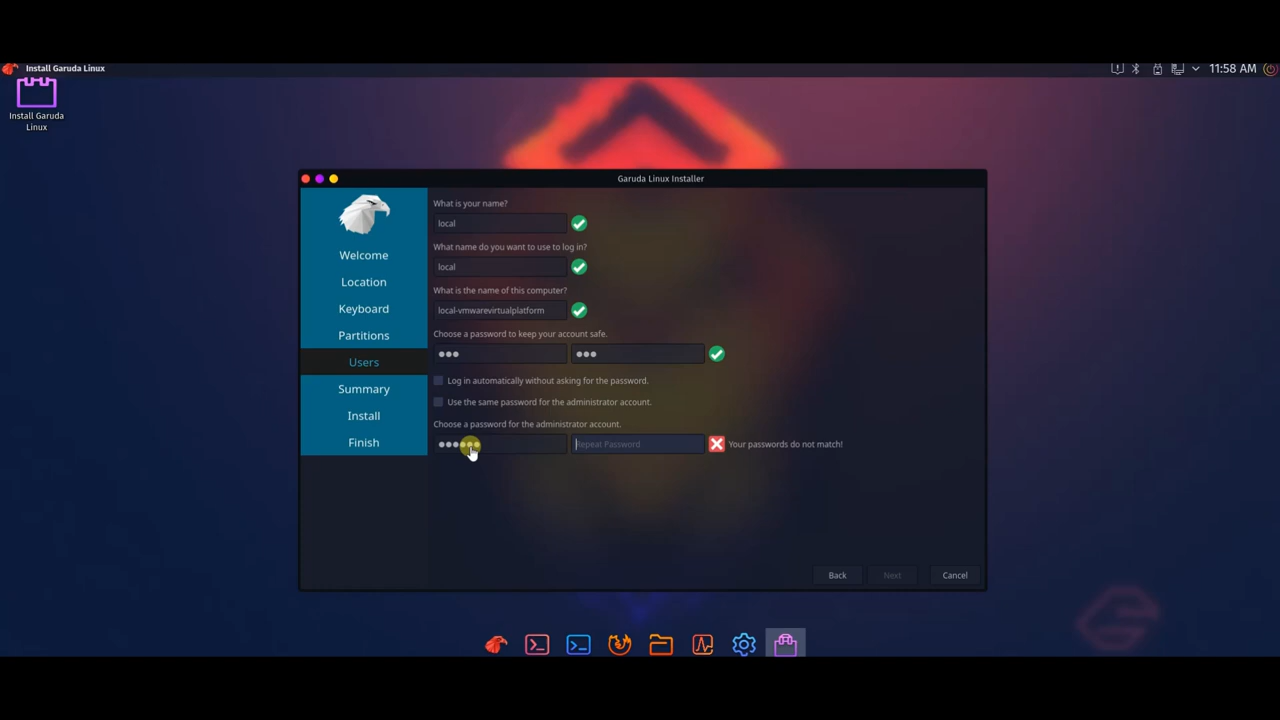 Install Garuda Linux
11:58 AM
Install Garuda
Linux
Garuda Linux Installer
Welcome
Location
Keyboard
Partitions
Users
Summary
Install
Finish
What is your name?
local
What name do you want to use to log in?
local
What is the name of this computer?
local-vmwarevirtualplatform
Choose a password to keep your account safe.
●●● ●●●
Log in automatically without asking for the password.
Use the same password for the administrator account.
Choose a password for the administrator account.
●●●●●● Repeat Password Your passwords do not match!
Back Next Cancel